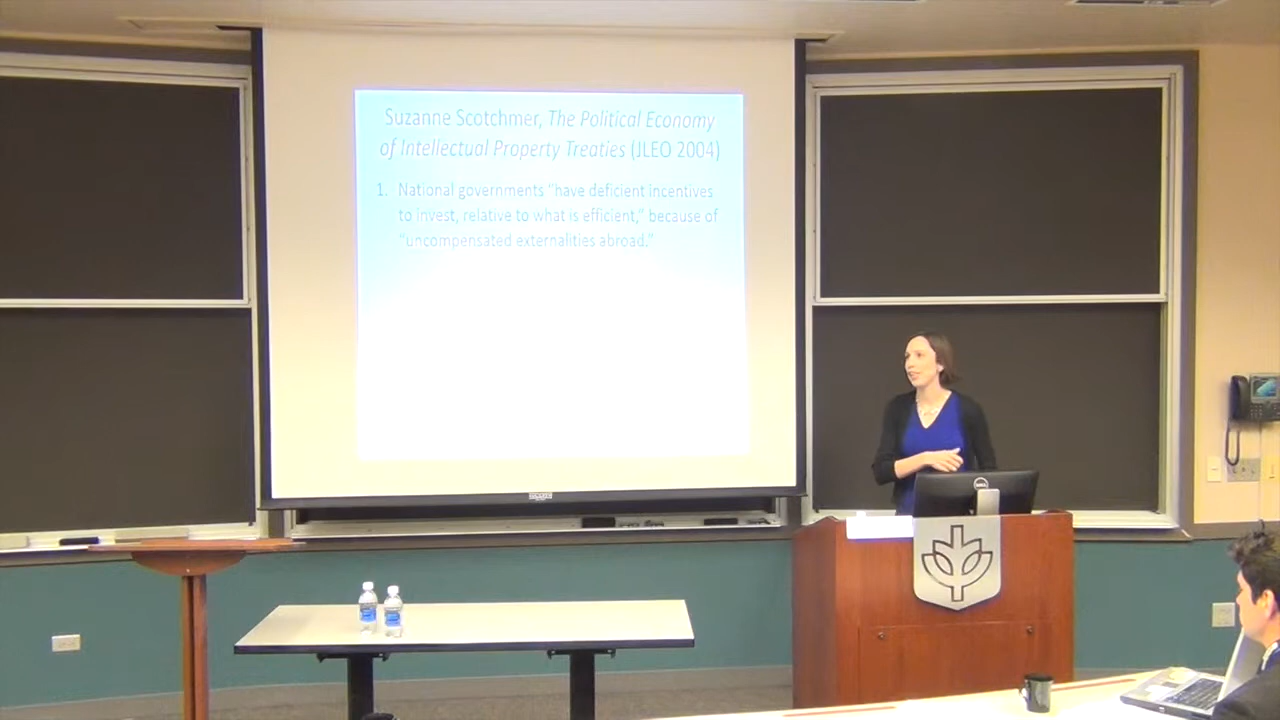 Suzanne Scotchmer, The Political Economy
of Intellectual Property Treaties (JLEO 2004)
1. National governments "have deficient incentives
to invest, relative to what is efficient," because of
"uncompensated externalities abroad."
DELL